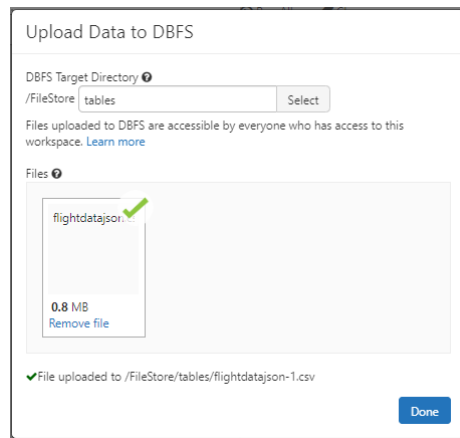 Upload Data to DBFS
DBFS Target Directory
/FileStore tables Select
Files uploaded to DBFS are accessible by everyone who has access to this
workspace. Learn more
Files
flightdatajson
0.8 MB
Remove file
File uploaded to /FileStore/tables/flightdatajson-1.csv
Done